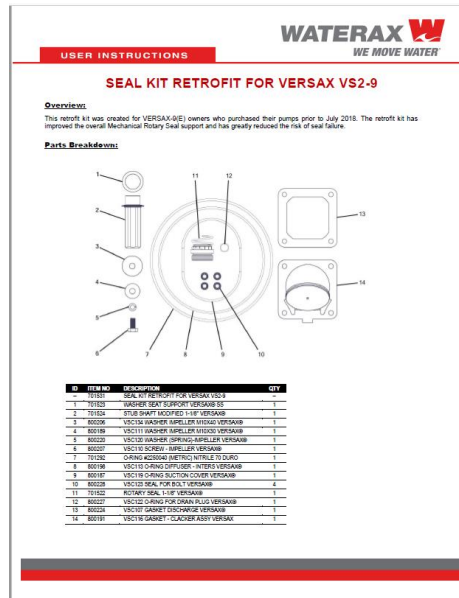 WATERAX
WE MOVE WATER
USER INSTRUCTIONS
SEAL KIT RETROFIT FOR VERSAX VS2-9
Overview:
This retrofit kit was created for VERSAX-9(E) owners who purchased their pumps prior to July 2018. The retrofit kit has
improved the overall Mechanical Rotary Seal support and has greatly reduced the risk of seal failure.
Parts Breakdown:
1
11
12
2
13
3
14
4
5
6
7
8
9
10
ID ITEM NO DESCRIPTION QTY
– 701531 SEAL KIT RETROFIT FOR VERSAX VS2-9 –
1 701523 WASHER SEAT SUPPORT VERSAX® SS 1
2 701524 STUB SHAFT MODIFIED 1-1/8" VERSAX® 1
3 800206 VSC134 WASHER IMPELLER M10X40 VERSAX® 1
4 800189 VSC111 WASHER IMPELLER M10X30 VERSAX® 1
5 800220 VSC120 WASHER (SPRING)-IMPELLER VERSAX® 1
6 800207 VSC110 SCREW - IMPELLER VERSAX® 1
7 701292 O-RING #2250040 (METRIC) NITRILE 70 DURO 1
8 800198 VSC113 O-RING DIFFUSER - INTERS VERSAX® 1
9 800187 VSC119 O-RING SUCTION COVER VERSAX® 1
10 800228 VSC123 SEAL FOR BOLT VERSAX® 4
11 701522 ROTARY SEAL 1-1/8" VERSAX® 1
12 800227 VSC122 O-RING FOR DRAIN PLUG VERSAX® 1
13 800224 VSC107 GASKET DISCHARGE VERSAX® 1
14 800191 VSC116 GASKET - CLACKER ASSY VERSAX 1